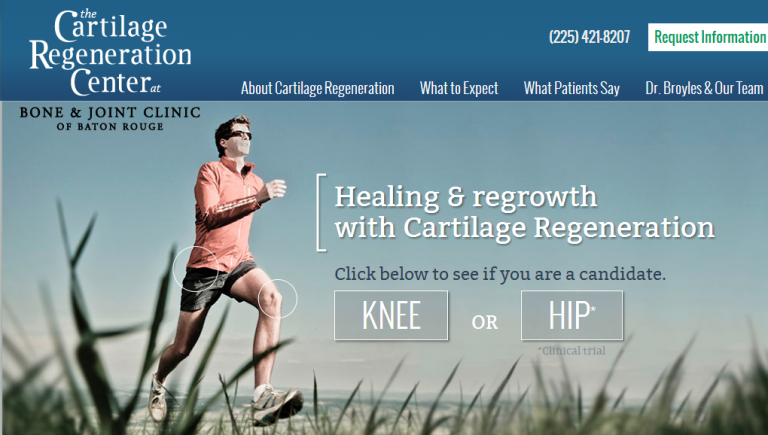 the
Cartilage
Regeneration
Center at
BONE & JOINT CLINIC
OF BATON ROUGE
(225) 421-8207
Request Information
About Cartilage Regeneration
What to Expect
What Patients Say
Dr. Broyles & Our Team
Healing & regrowth
with Cartilage Regeneration
Click below to see if you are a candidate.
KNEE OR HIP*
*Clinical trial